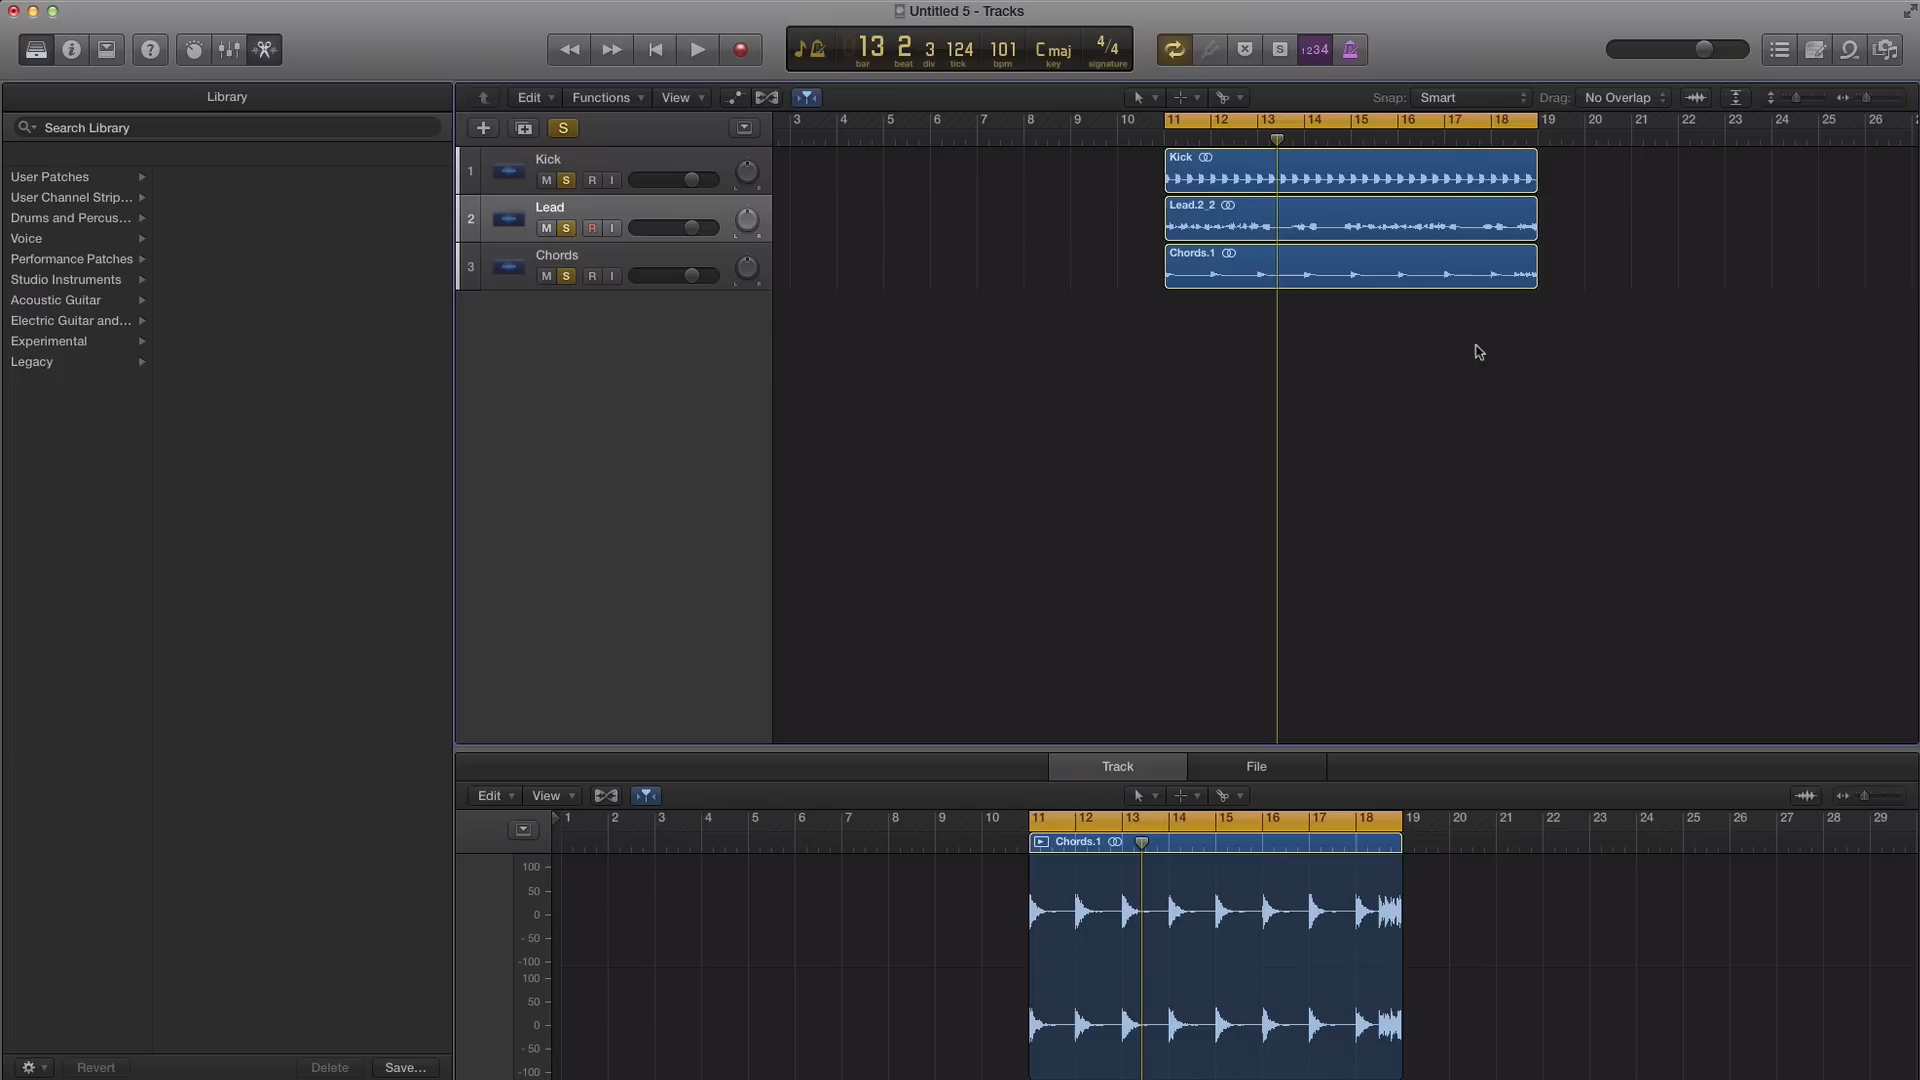 Untitled 5 - Tracks
13 2 3 124 101 C maj 4/4
bar beat div tick bpm key signature
S 1234
Library
Edit Functions View Snap: Smart Drag: No Overlap
Search Library
S
3 4 5 6 7 8 9 10 11 12 13 14 15 16 17 18 19 20 21 22 23 24 25 26
1 Kick
M S R I
L R
Kick
2 Lead
M S R I
L R
Lead.2_2
3 Chords
M S R I
L R
Chords.1
User Patches
User Channel Strip...
Drums and Percus...
Voice
Performance Patches
Studio Instruments
Acoustic Guitar
Electric Guitar and...
Experimental
Legacy
Track File
Edit View
1 2 3 4 5 6 7 8 9 10 11 12 13 14 15 16 17 18 19 20 21 22 23 24 25 26 27 28 29
Chords.1
100
50
0
- 50
-100
100
50
0
- 50
-100
Revert Delete Save...